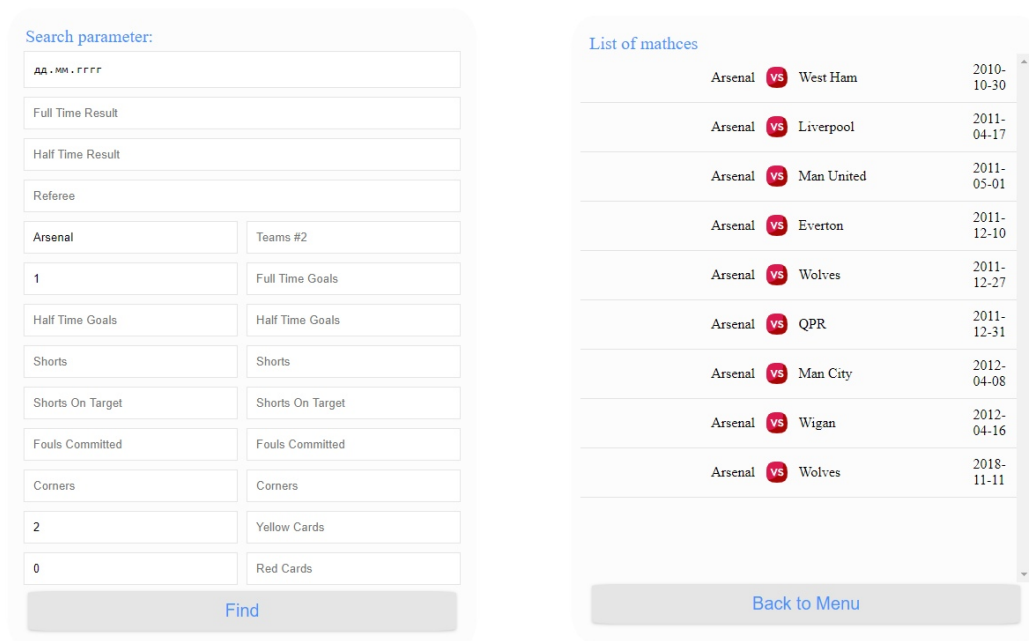 Search parameter:
дд.мм.гггг
Full Time Result
Half Time Result
Referee
Arsenal Teams #2
1 Full Time Goals
Half Time Goals Half Time Goals
Shorts Shorts
Shorts On Target Shorts On Target
Fouls Committed Fouls Committed
Corners Corners
2 Yellow Cards
0 Red Cards
Find
List of mathces
Arsenal VS West Ham 2010-
10-30
Arsenal VS Liverpool 2011-
04-17
Arsenal VS Man United 2011-
05-01
Arsenal VS Everton 2011-
12-10
Arsenal VS Wolves 2011-
12-27
Arsenal VS QPR 2011-
12-31
Arsenal VS Man City 2012-
04-08
Arsenal VS Wigan 2012-
04-16
Arsenal VS Wolves 2018-
11-11
Back to Menu